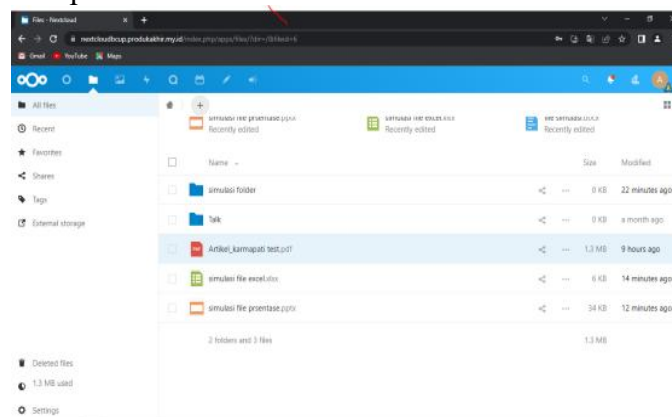 Files - Nextcloud
nextcloudbcup.produkakhir.my.id/index.php/apps/files/?dir=/&fileid=6
Gmail
YouTube
Maps
All files
Recent
Favorites
Shares
Tags
External storage
simulasi file prsentase.pptx
Recently edited
simulasi file excel.xlsx
Recently edited
Recently edited
Name
Size
Modified
simulasi folder
0 KB
22 minutes ago
Talk
0 KB
a month ago
Artikel_karmapati test.pdf
1.3 MB
9 hours ago
simulasi file excel.xlsx
6 KB
14 minutes ago
simulasi file prsentase.pptx
34 KB
12 minutes ago
2 folders and 3 files
1.3 MB
Deleted files
1.3 MB used
Settings